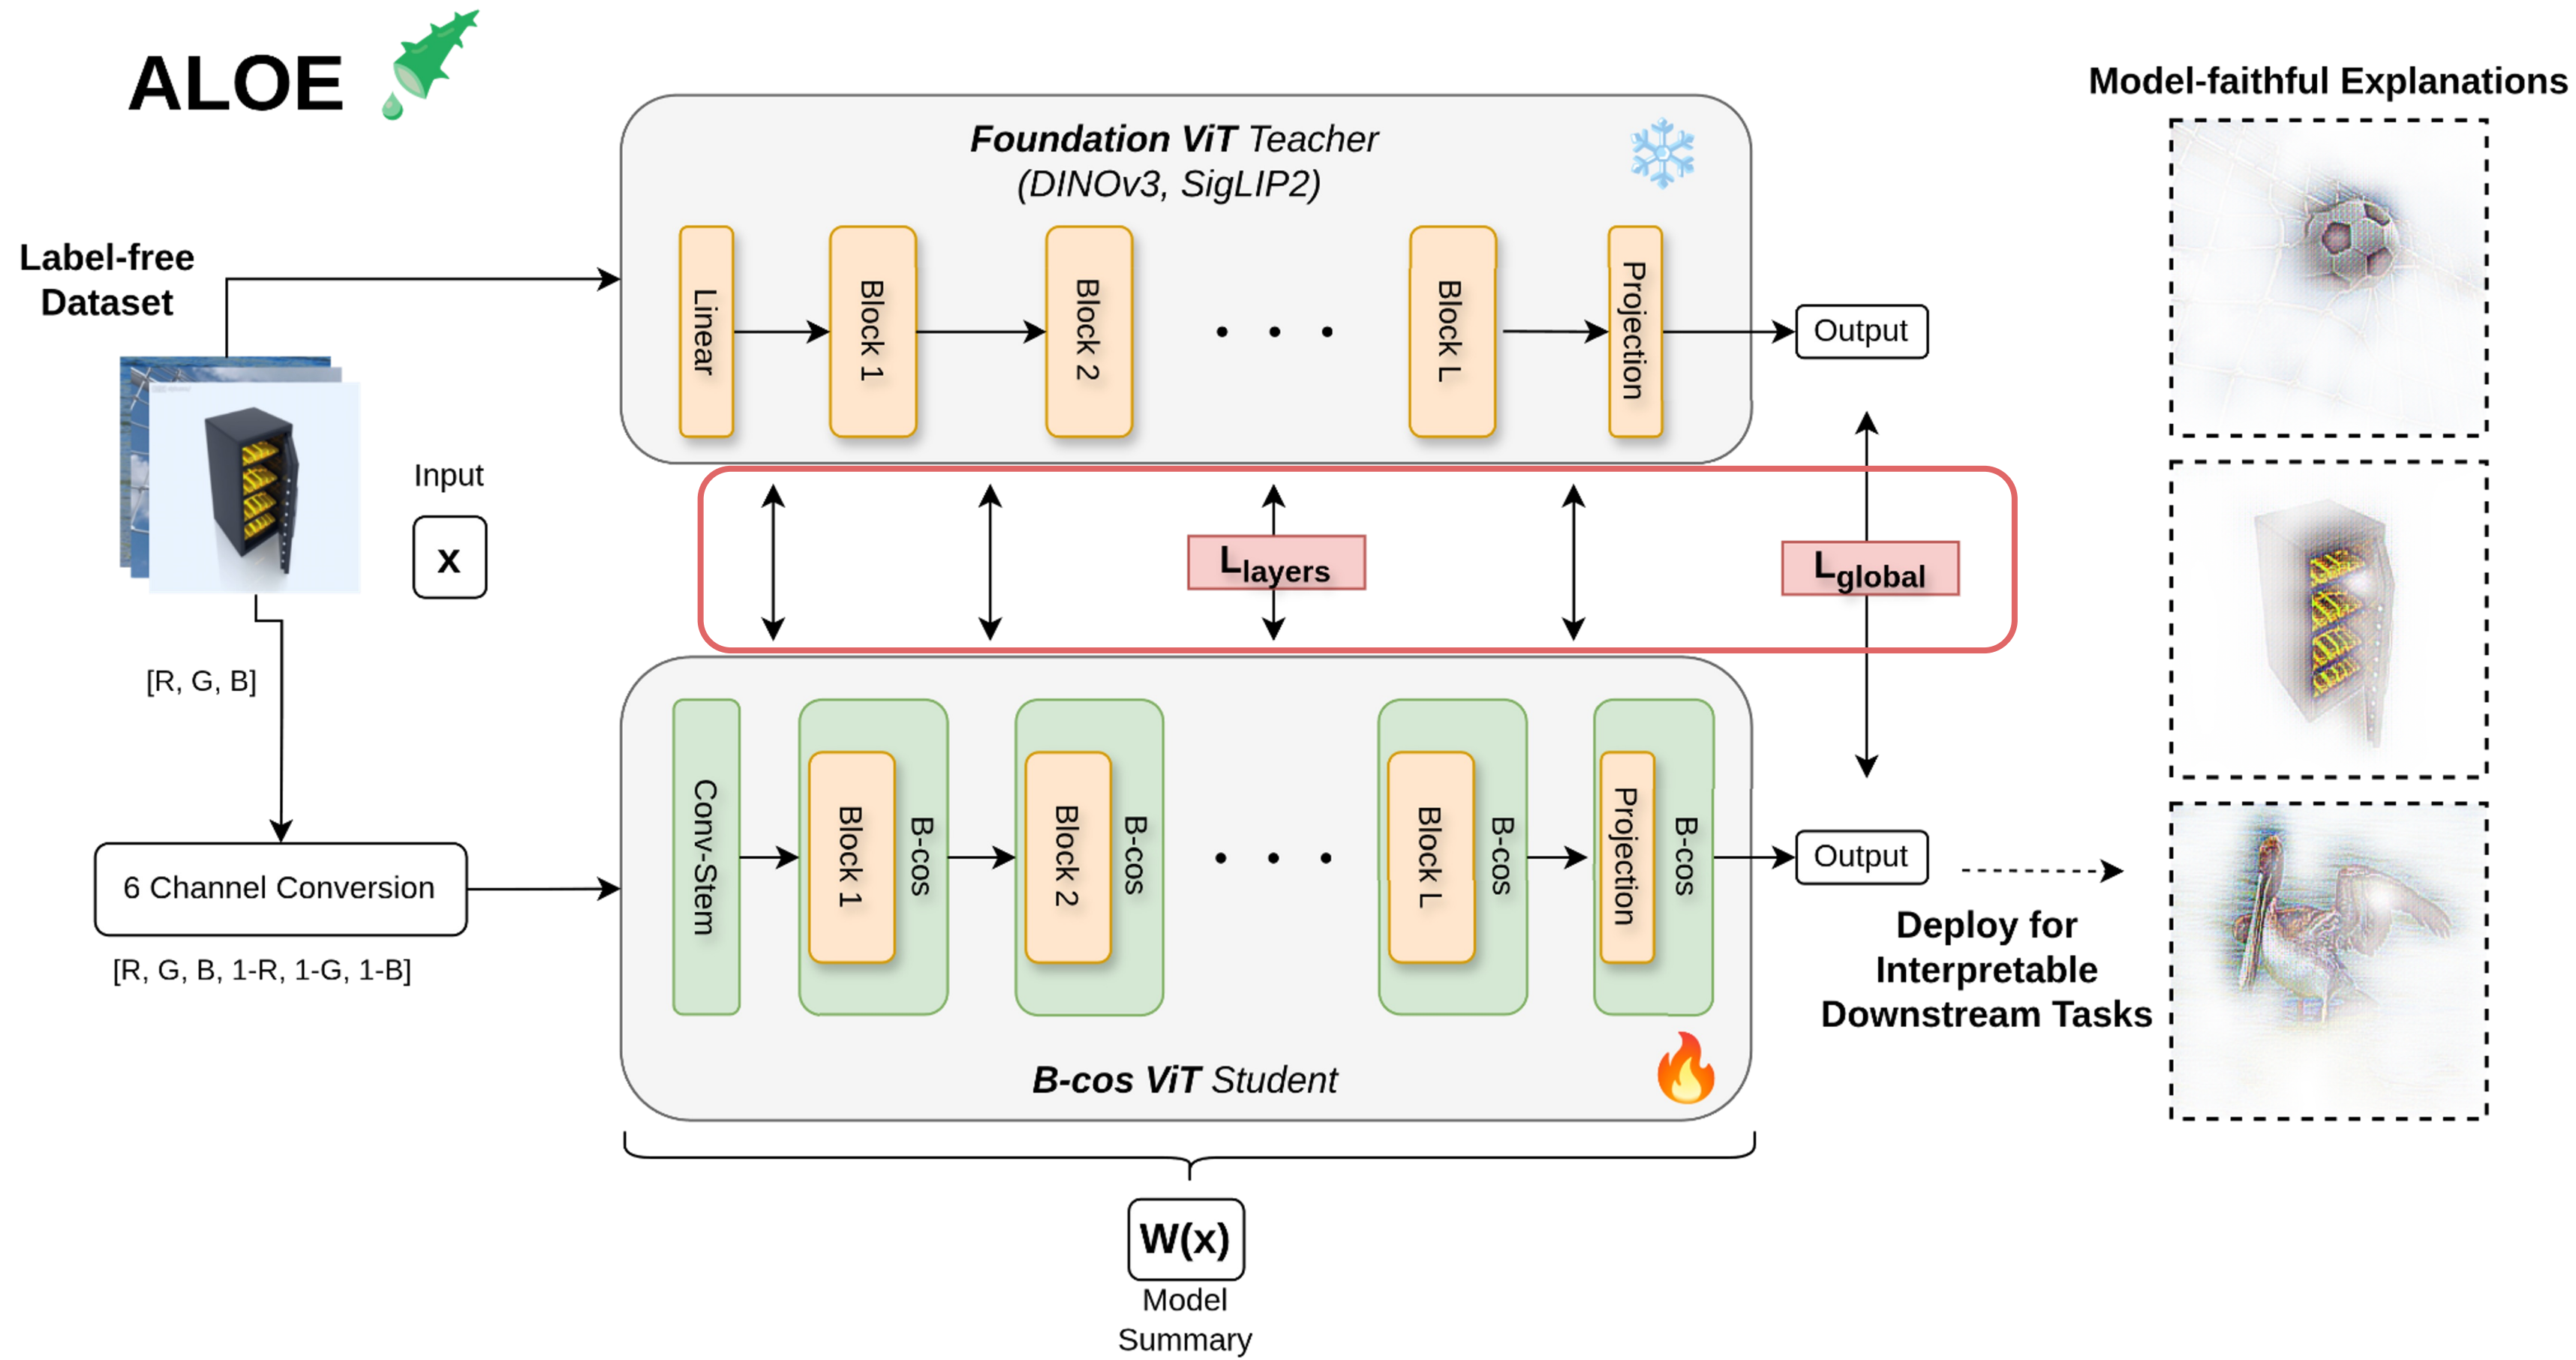 ALOE
Model-faithful Explanations
Foundation ViT Teacher
(DINOv3, SigLIP2)
Label-free
Dataset
Linear
Block 1
Block 2
Block L
Projection
Output
Input
x
L layers
L global
[R, G, B]
6 Channel Conversion
[R, G, B, 1-R, 1-G, 1-B]
Conv-Stem
Block 1
B-cos
Block 2
B-cos
Block L
B-cos
Projection
B-cos
Output
B-cos ViT Student
Deploy for
Interpretable
Downstream Tasks
W(x)
Model
Summary